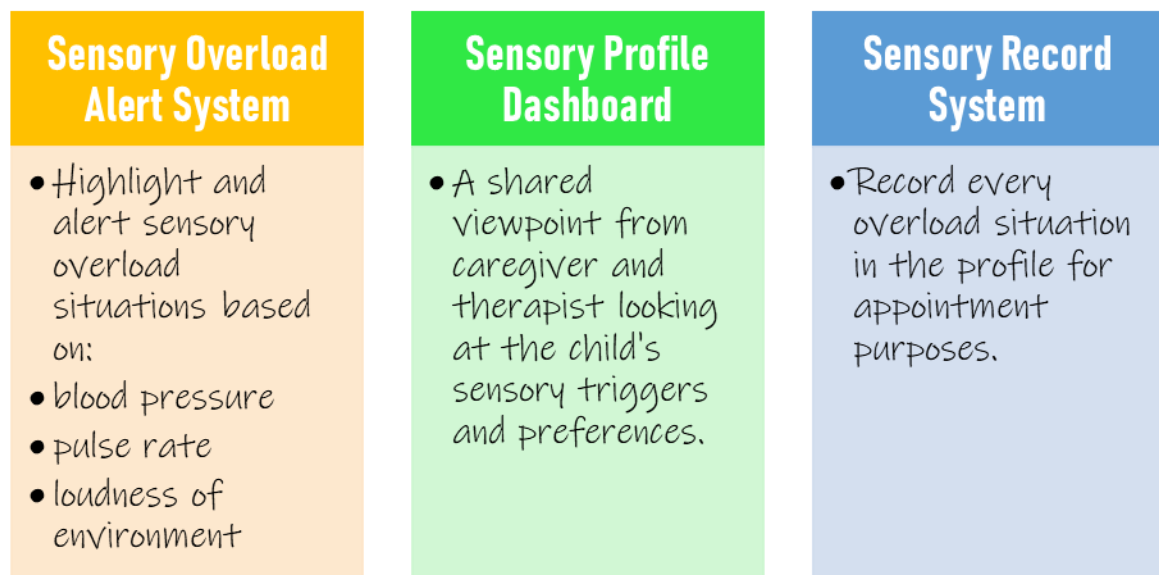 Sensory Overload
Alert System
• Highlight and
alert sensory
overload
situations based
on:
• blood pressure
• pulse rate
• loudness of
environment
Sensory Profile
Dashboard
• A shared
viewpoint from
caregiver and
therapist looking
at the child's
sensory triggers
and preferences.
Sensory Record
System
• Record every
overload situation
in the profile for
appointment
purposes.